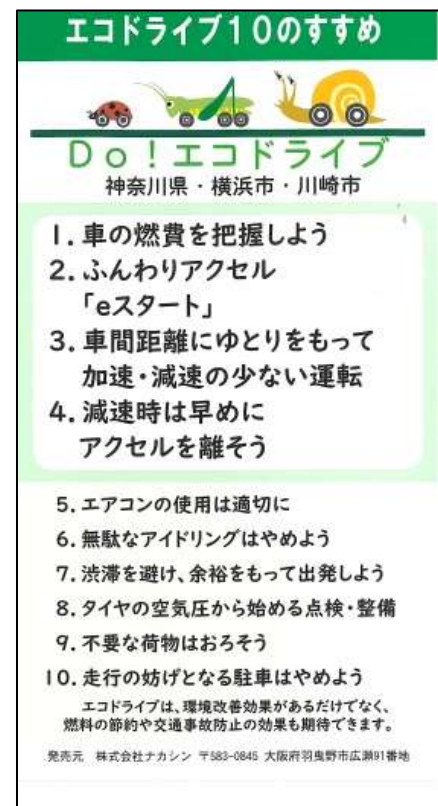 エコドライブ10のすすめ
Do!エコドライブ
神奈川県・横浜市・川崎市
1. 車の燃費を把握しよう
2. ふんわりアクセル
「eスタート」
3. 車間距離にゆとりをもって
加速・減速の少ない運転
4. 減速時は早めに
アクセルを離そう
5. エアコンの使用は適切に
6. 無駄なアイドリングはやめよう
7. 渋滞を避け、余裕をもって出発しよう
8. タイヤの空気圧から始める点検・整備
9. 不要な荷物はおろそう
10. 走行の妨げとなる駐車はやめよう
エコドライブは、環境改善効果があるだけでなく、
燃料の節約や交通事故防止の効果も期待できます。
発売元 株式会社ナカシン 〒583-0845 大阪府羽曳野市広瀬91番地